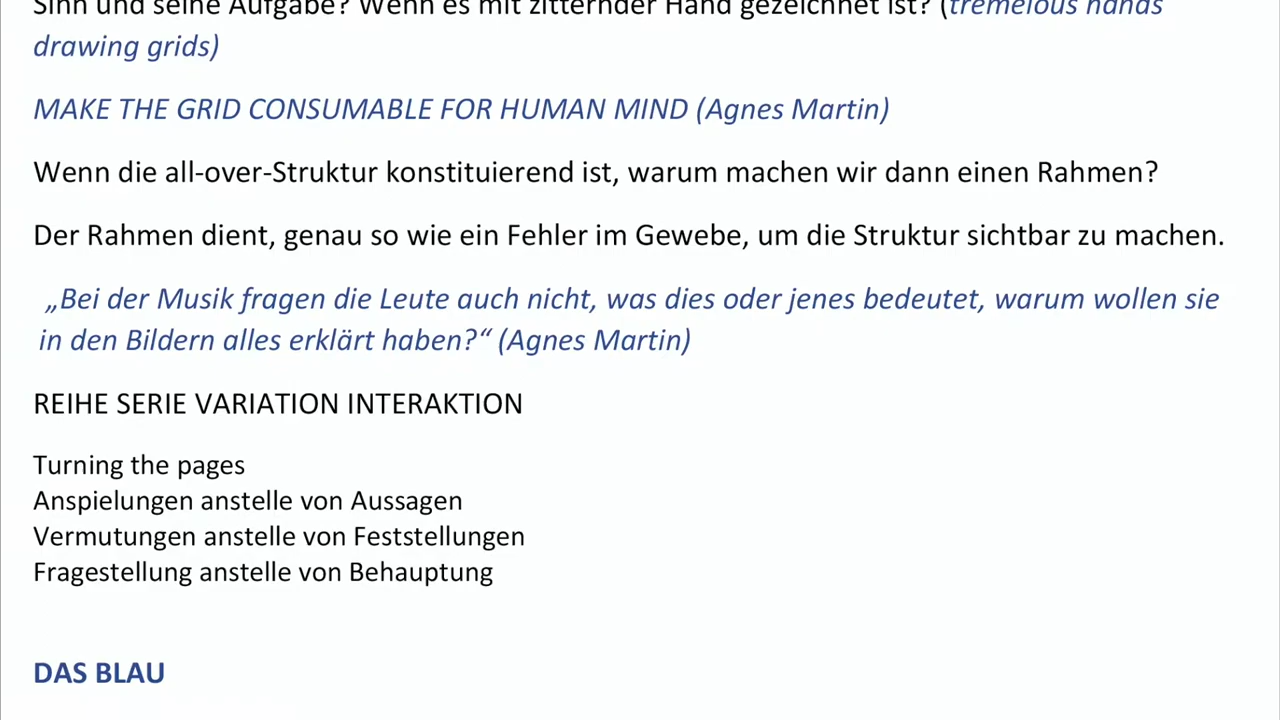 Sinn und seine Aufgabe? Wenn es mit zitternder Hand gezeichnet ist? (tremelous hands
drawing grids)
MAKE THE GRID CONSUMABLE FOR HUMAN MIND (Agnes Martin)
Wenn die all-over-Struktur konstituierend ist, warum machen wir dann einen Rahmen?
Der Rahmen dient, genau so wie ein Fehler im Gewebe, um die Struktur sichtbar zu machen.
„Bei der Musik fragen die Leute auch nicht, was dies oder jenes bedeutet, warum wollen sie
in den Bildern alles erklärt haben?“ (Agnes Martin)
REIHE SERIE VARIATION INTERAKTION
Turning the pages
Anspielungen anstelle von Aussagen
Vermutungen anstelle von Feststellungen
Fragestellung anstelle von Behauptung
DAS BLAU